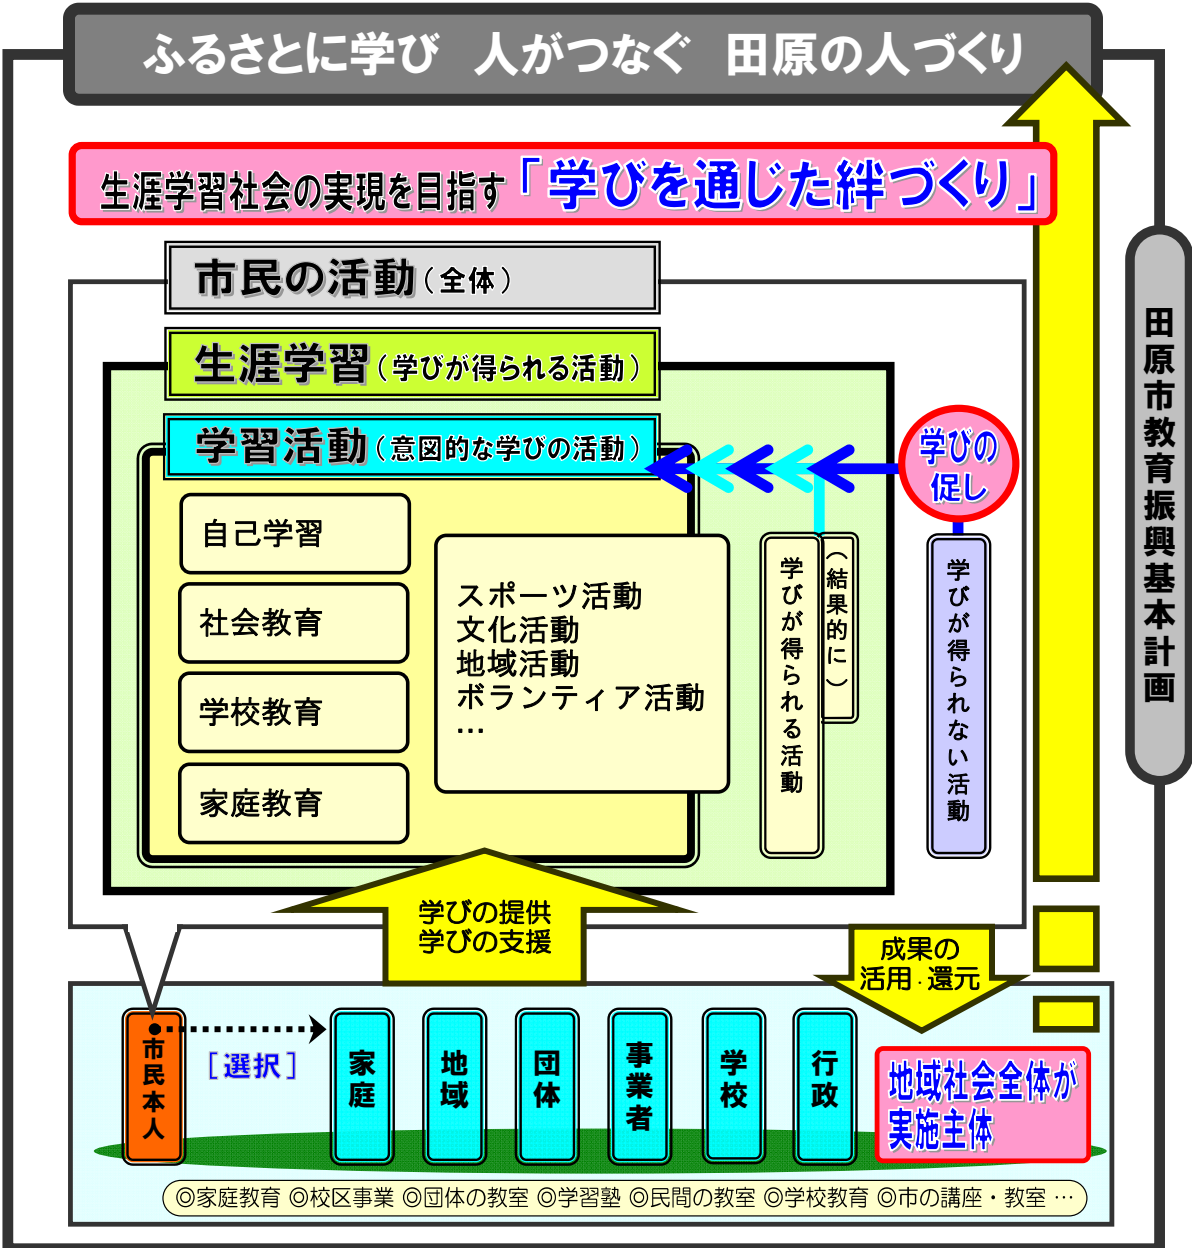 ふるさとに学び　人がつなぐ　田原の人づくり
生涯学習社会の実現を目指す「学びを通じた絆づくり」
市民の活動（全体）
生涯学習（学びが得られる活動）
学習活動（意図的な学びの活動）
学びの
促し
自己学習
社会教育
学校教育
家庭教育
スポーツ活動
文化活動
地域活動
ボランティア活動
…
学びが得られる活動
（結果的に）
学びが得られない活動
田原市教育振興基本計画
学びの提供
学びの支援
成果の
活用・還元
市民本人
［選択］
家庭
地域
団体
事業者
学校
行政
地域社会全体が
実施主体
◎家庭教育 ◎校区事業 ◎団体の教室 ◎学習塾 ◎民間の教室 ◎学校教育 ◎市の講座・教室 …